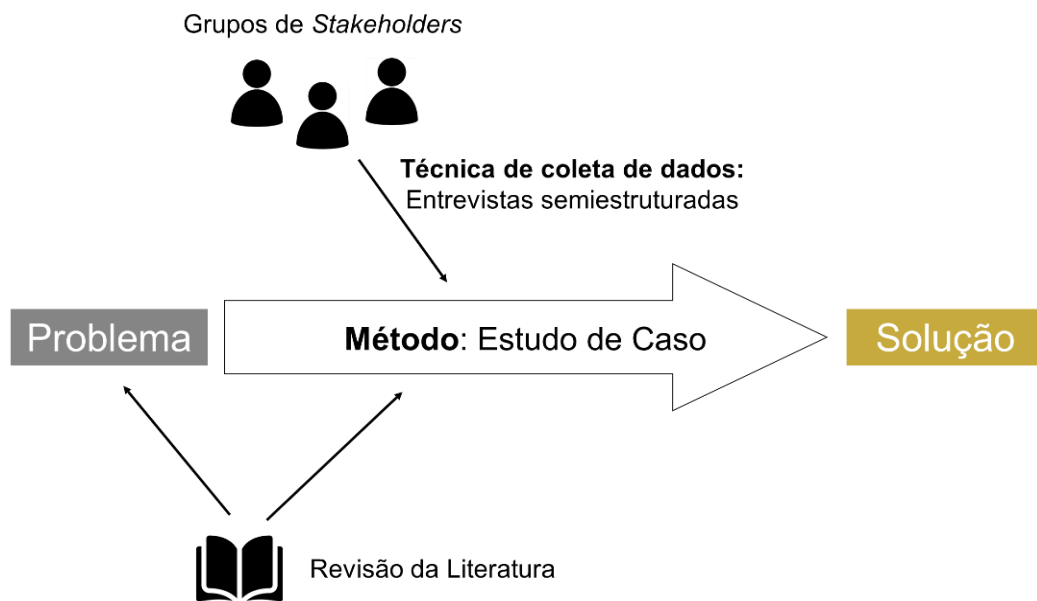 Grupos de Stakeholders
Técnica de coleta de dados:
Entrevistas semiestruturadas
Problema
Método: Estudo de Caso
Solução
Revisão da Literatura